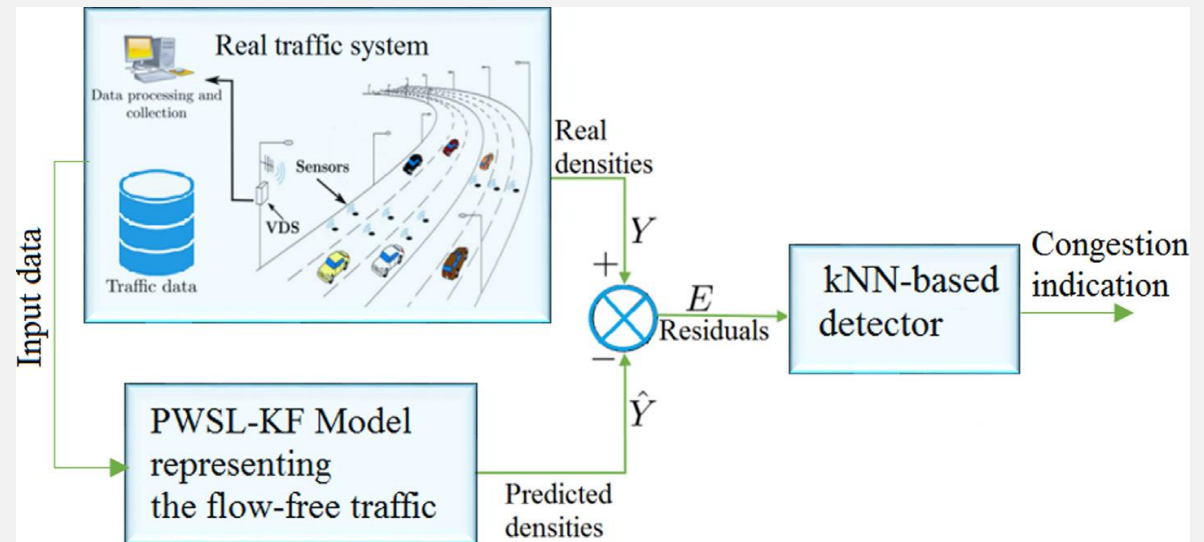 Real traffic system
Data processing and
collection
Sensors
VDS
Traffic data
Input data
Real
densities
Y
+
E
Residuals
−
Ŷ
kNN-based
detector
Congestion
indication
PWSL-KF Model
representing
the flow-free traffic
Predicted
densities